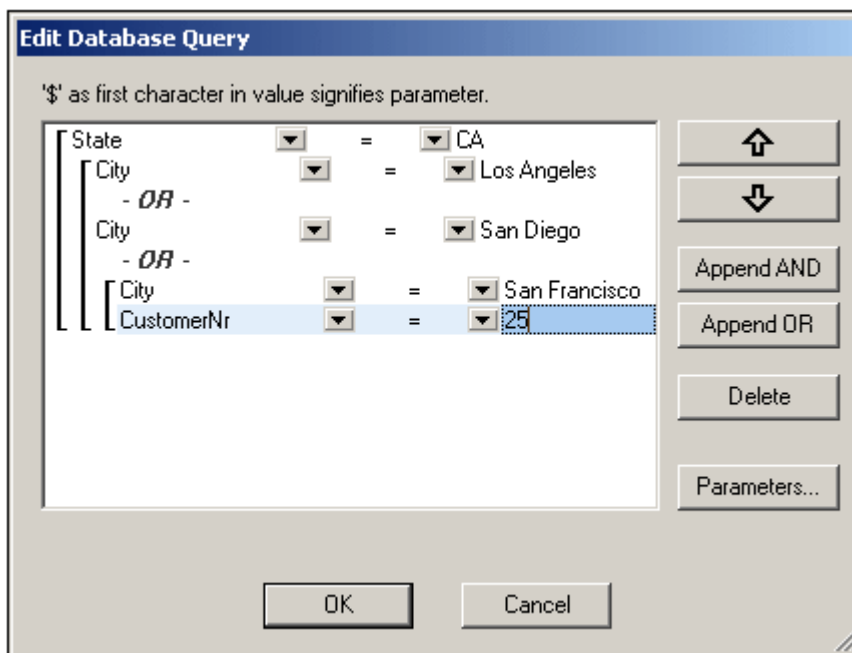 Edit Database Query
'$' as first character in value signifies parameter.
State = CA
City = Los Angeles
- OR -
City = San Diego
- OR -
City = San Francisco
CustomerNr = 25
Append AND
Append OR
Delete
Parameters...
OK Cancel